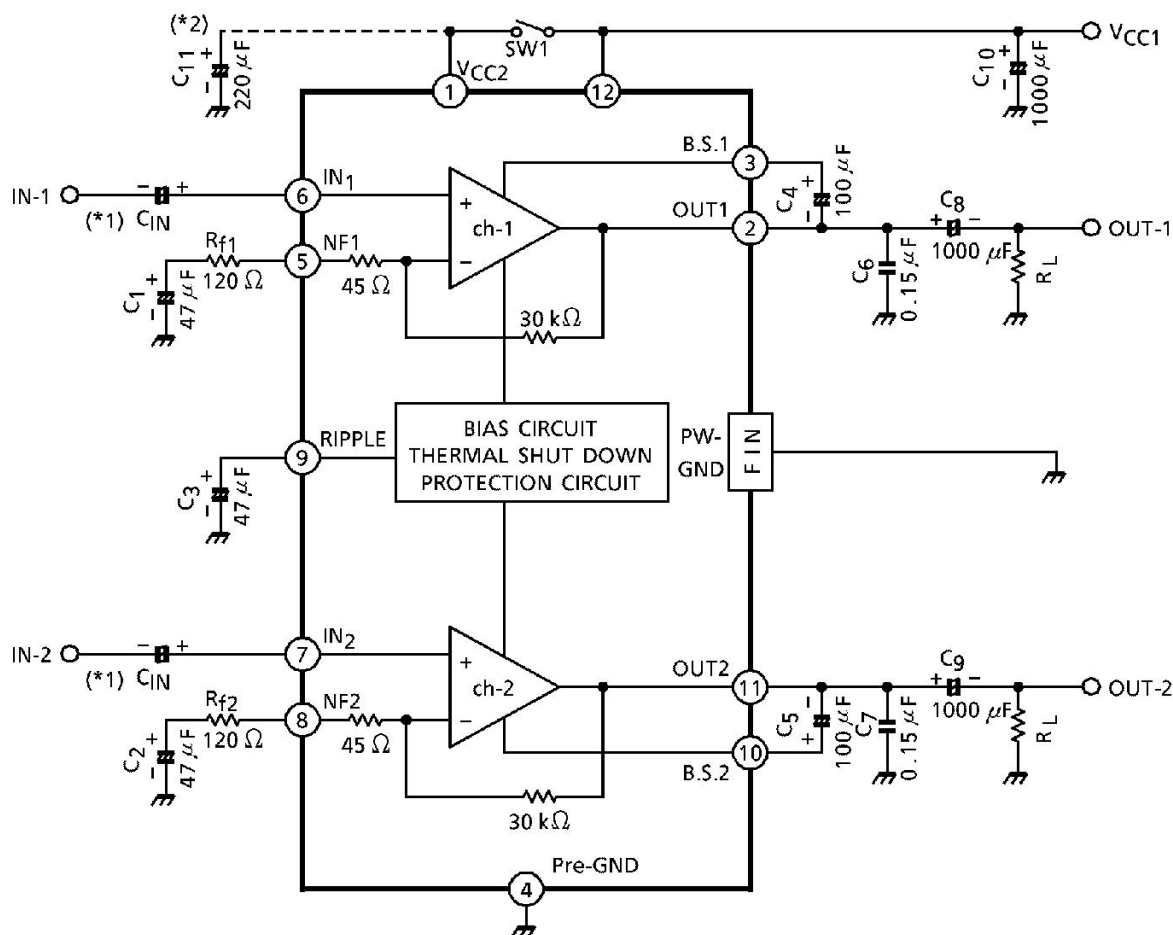 (*2)
C11
220 μF
VCC2
SW1
VCC1
C10
1000 μF
1
12
B.S.1
3
C4
100 μF
IN-1
(*1) CIN
6
IN1
ch-1
OUT1
2
C8
1000 μF
OUT-1
Rf1
120 Ω
5
NF1
45 Ω
C1
47 μF
30 kΩ
C6
0.15 μF
RL
RIPPLE
9
C3
47 μF
BIAS CIRCUIT
THERMAL SHUT DOWN
PROTECTION CIRCUIT
PW-
GND
FIN
IN-2
(*1) CIN
7
IN2
ch-2
OUT2
11
C9
1000 μF
OUT-2
Rf2
120 Ω
8
NF2
45 Ω
C2
47 μF
30 kΩ
10
B.S.2
C5
100 μF
C7
0.15 μF
RL
Pre-GND
4